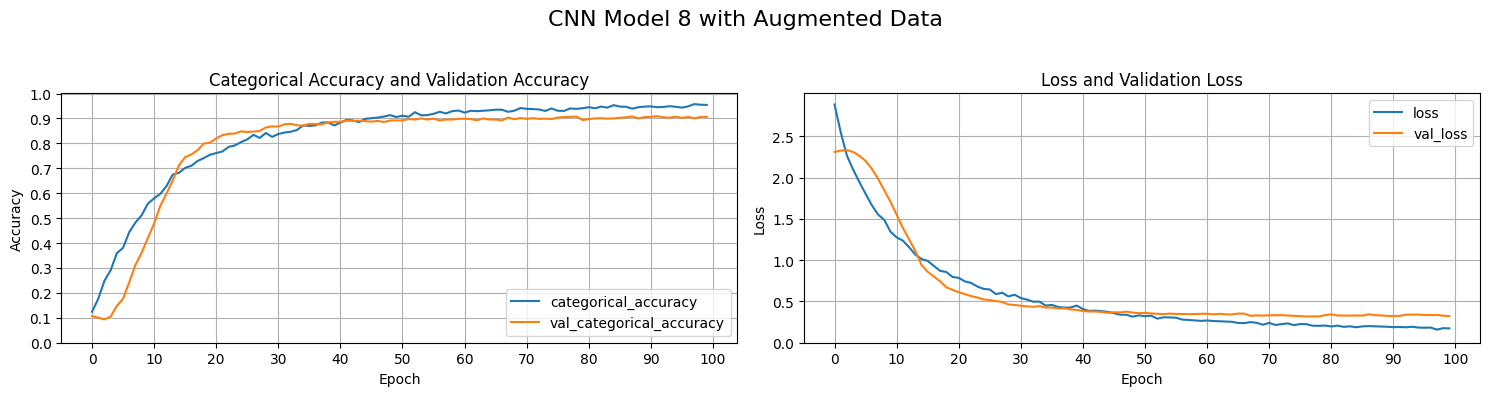 CNN Model 8 with Augmented Data
Categorical Accuracy and Validation Accuracy
1.0
0.9
0.8
0.7
0.6
0.5
0.4
0.3
0.2
0.1
0.0
Accuracy
categorical_accuracy
val_categorical_accuracy
0 10 20 30 40 50 60 70 80 90 100
Epoch
Loss and Validation Loss
2.5
2.0
1.5
1.0
0.5
0.0
Loss
loss
val_loss
0 10 20 30 40 50 60 70 80 90 100
Epoch